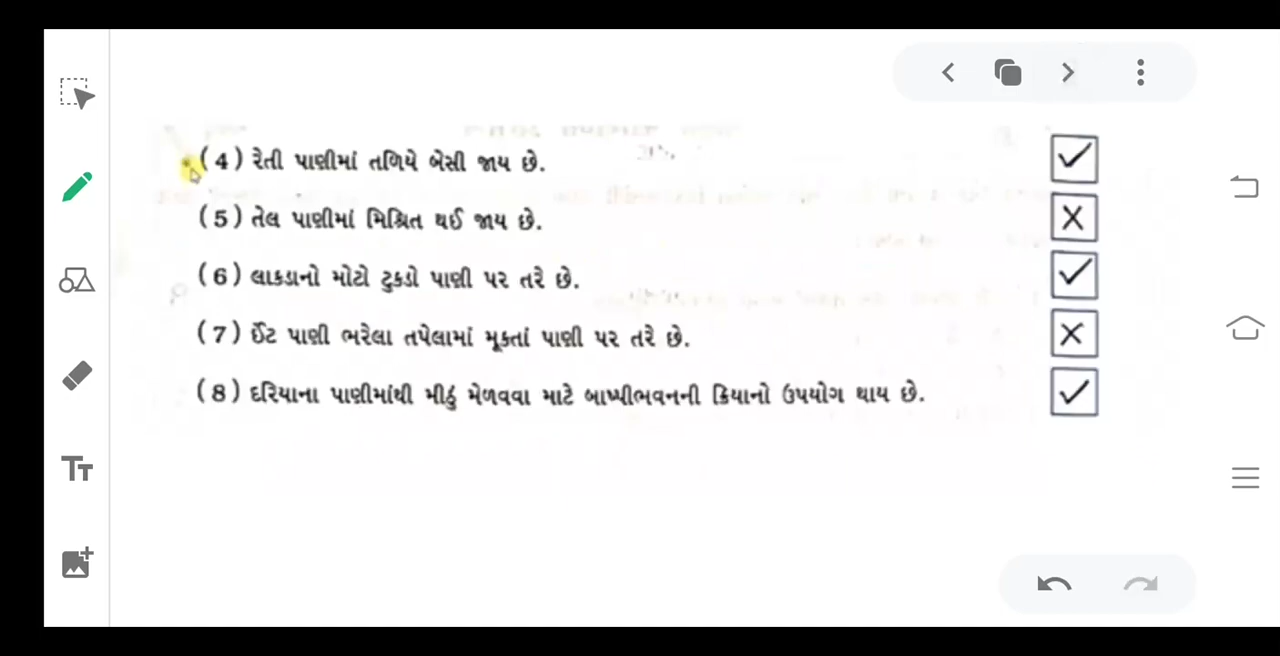 (4) રેતી પાણીમાં તળિયે બેસી જાય છે. ✓
(5) તેલ પાણીમાં મિશ્રિત થઈ જાય છે. X
(6) લાકડાનો મોટો ટુકડો પાણી પર તરે છે. ✓
(7) ઈંટ પાણી ભરેલા તપેલામાં મૂકતાં પાણી પર તરે છે. X
(8) દરિયાના પાણીમાંથી મીઠું મેળવવા માટે બાષ્પીભવનની ક્રિયાનો ઉપયોગ થાય છે. ✓